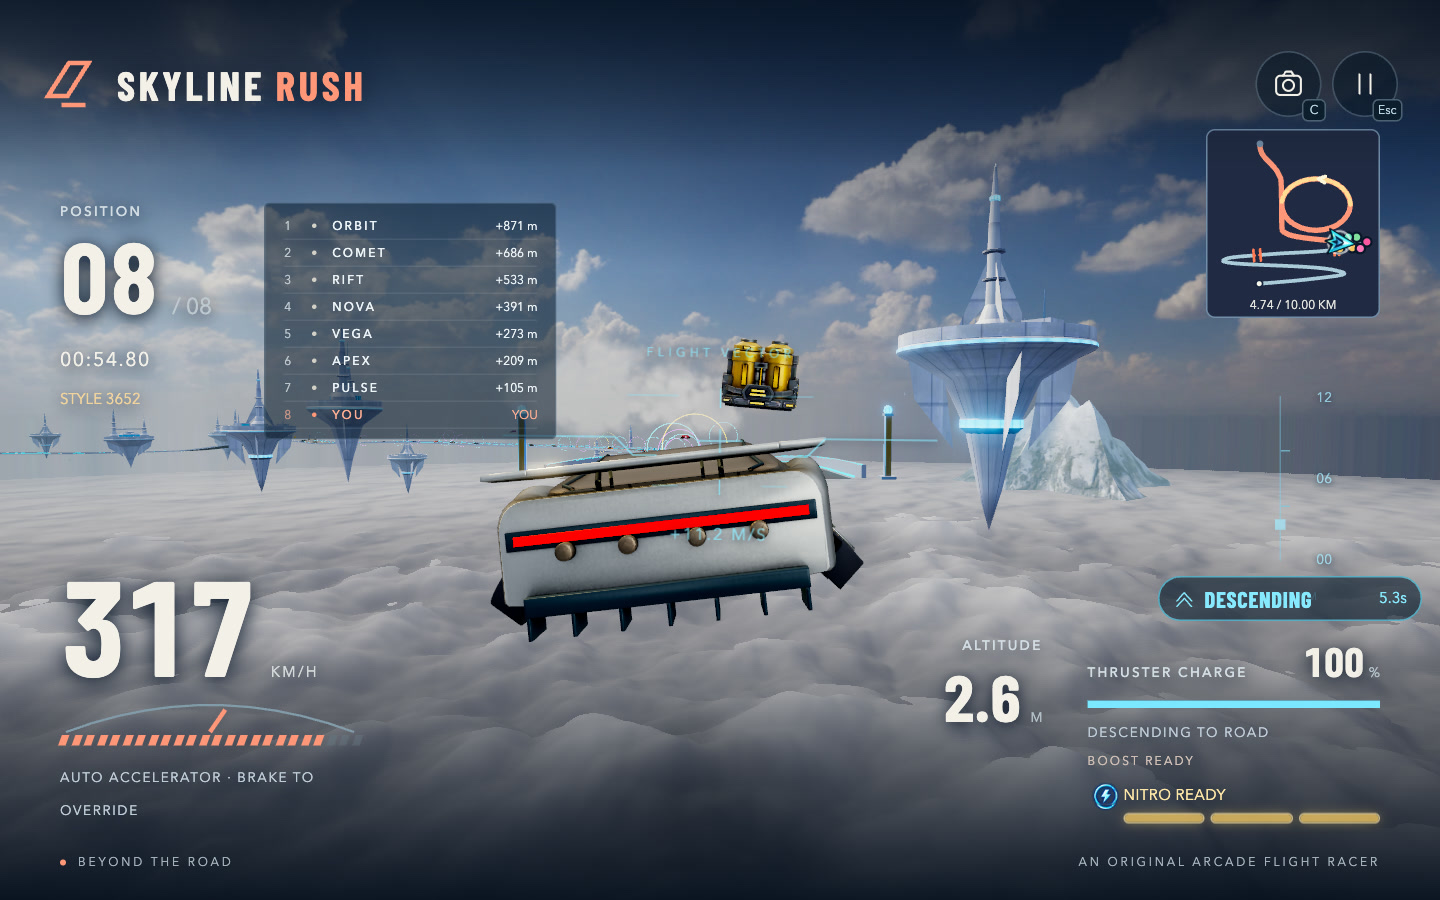 SKYLINE RUSH
C
Esc
POSITION
08 / 08
00:54.80
STYLE 3652
1 • ORBIT +871 m
2 • COMET +686 m
3 • RIFT +533 m
4 • NOVA +391 m
5 • VEGA +273 m
6 • APEX +209 m
7 • PULSE +105 m
8 • YOU YOU
4.74 / 10.00 KM
FLIGHT
+11.2 M/S
12
06
00
DESCENDING 5.3s
317 KM/H
AUTO ACCELERATOR · BRAKE TO
OVERRIDE
ALTITUDE
2.6 M
THRUSTER CHARGE 100 %
DESCENDING TO ROAD
BOOST READY
NITRO READY
• BEYOND THE ROAD
AN ORIGINAL ARCADE FLIGHT RACER